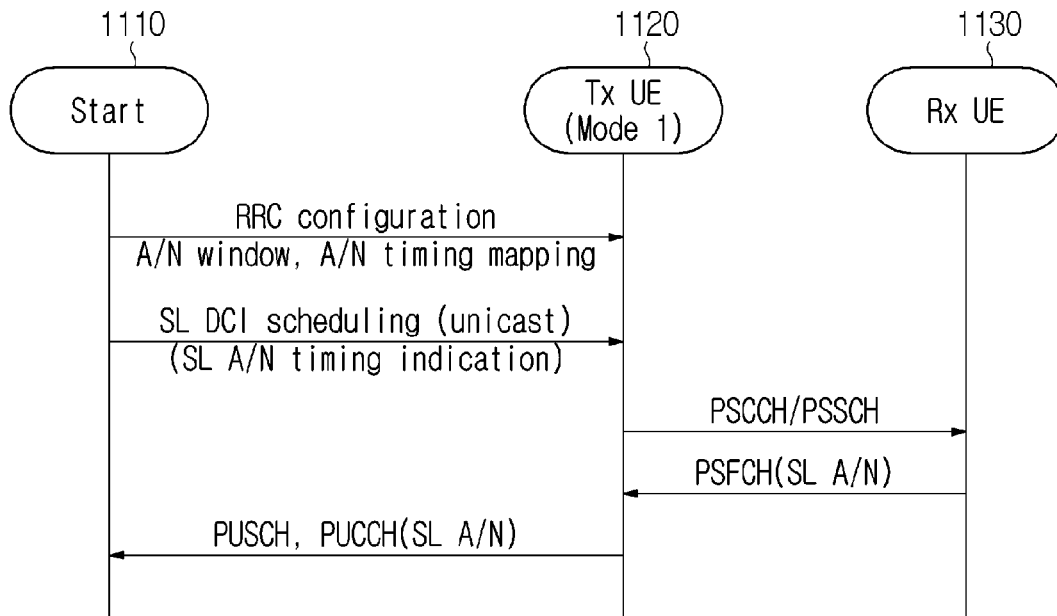 1110
1120
1130
Start
Tx UE
(Mode 1)
Rx UE
RRC configuration
A/N window, A/N timing mapping
SL DCI scheduling (unicast)
(SL A/N timing indication)
PSCCH/PSSCH
PSFCH(SL A/N)
PUSCH, PUCCH(SL A/N)